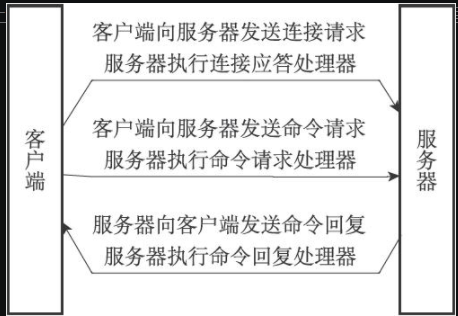 客户端向服务器发送连接请求
服务器执行连接应答处理器
客户端向服务器发送命令请求
服务器执行命令请求处理器
服务器向客户端发送命令回复
服务器执行命令回复处理器
客户端
服务器